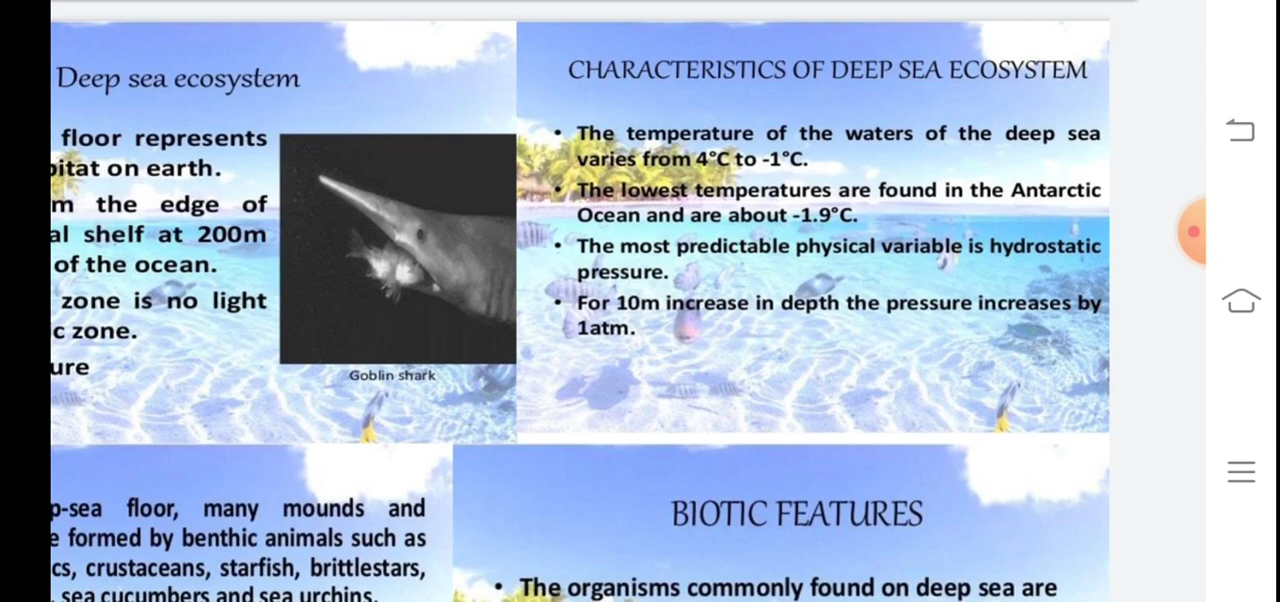 Deep sea ecosystem
floor represents
itat on earth.
m the edge of
al shelf at 200m
of the ocean.
zone is no light
c zone.
ure
Goblin shark
CHARACTERISTICS OF DEEP SEA ECOSYSTEM
• The temperature of the waters of the deep sea
varies from 4°C to -1°C.
• The lowest temperatures are found in the Antarctic
Ocean and are about -1.9°C.
• The most predictable physical variable is hydrostatic
pressure.
• For 10m increase in depth the pressure increases by
1atm.
p-sea floor, many mounds and
e formed by benthic animals such as
cs, crustaceans, starfish, brittlestars,
sea cucumbers and sea urchins.
BIOTIC FEATURES
• The organisms commonly found on deep sea are